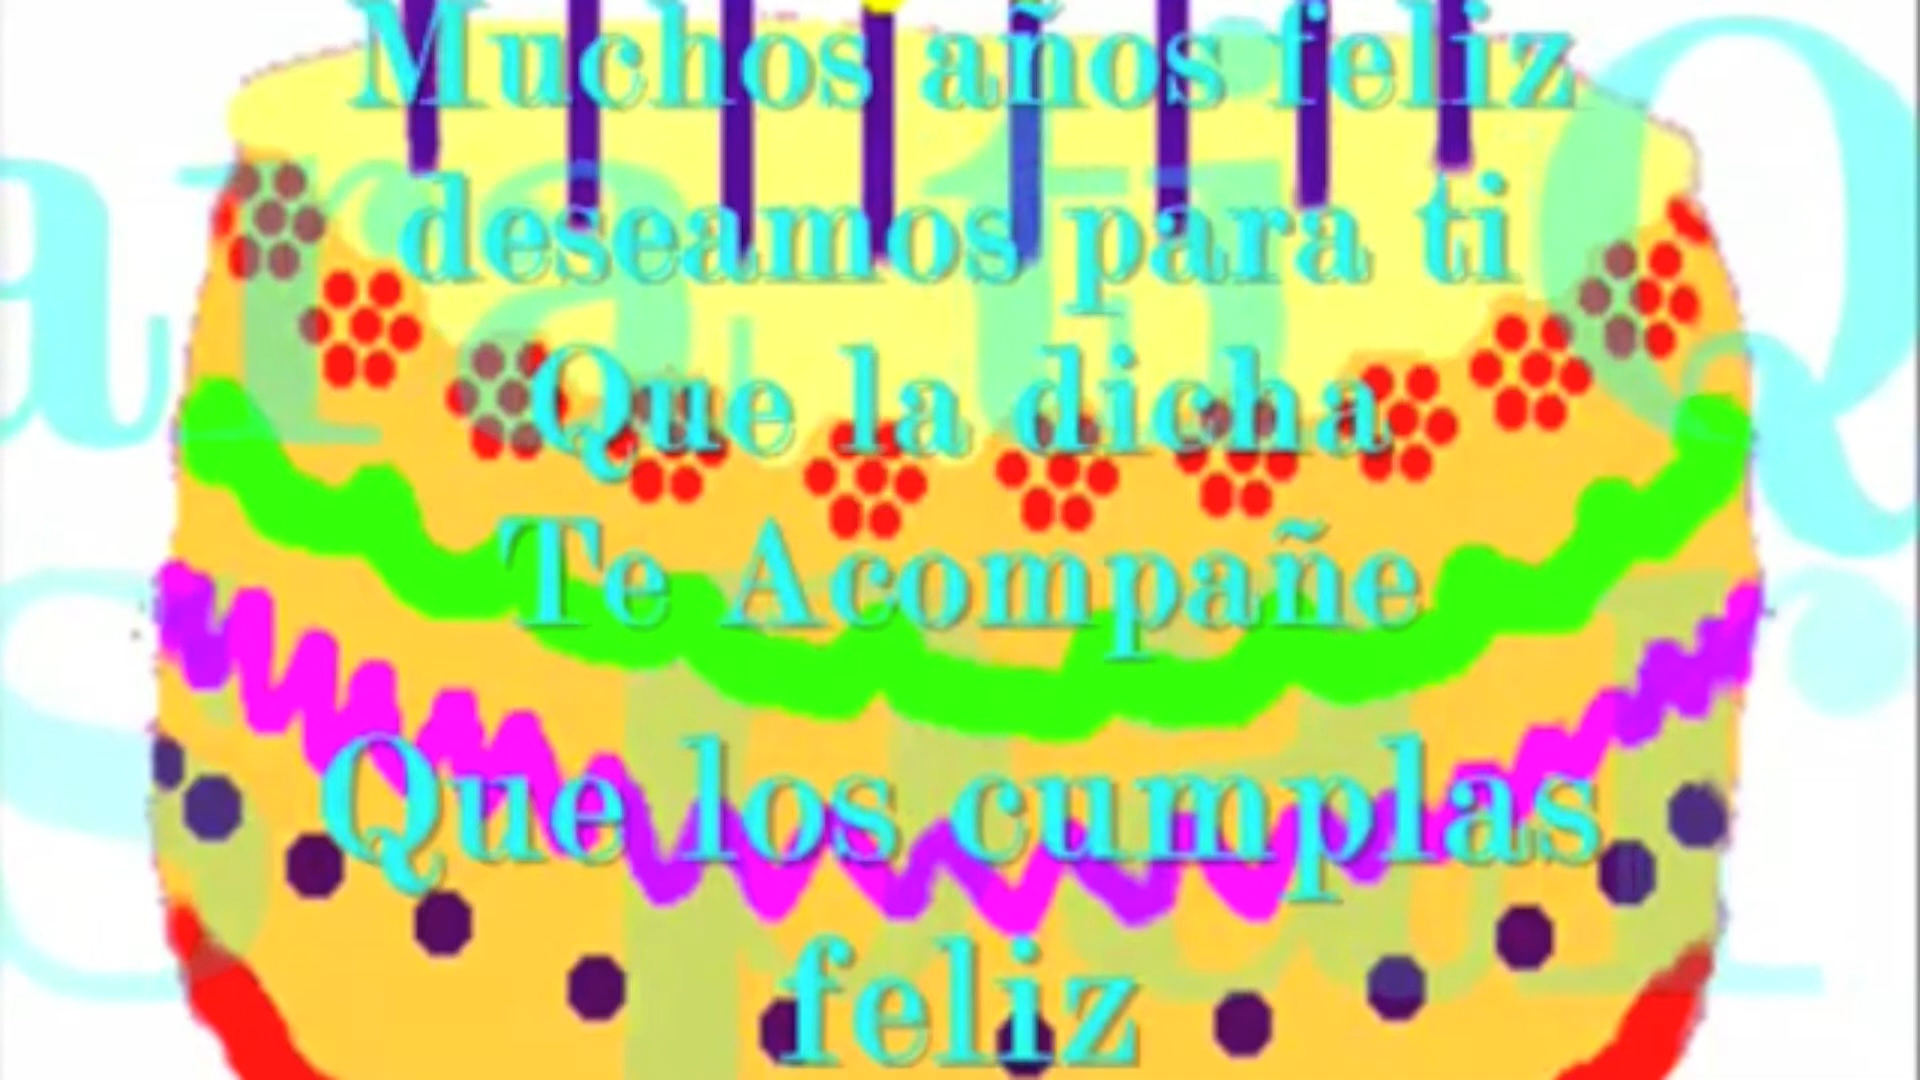 Muchos años feliz
deseamos para ti
Que la dicha
Te Acompañe
Que los cumplas
feliz